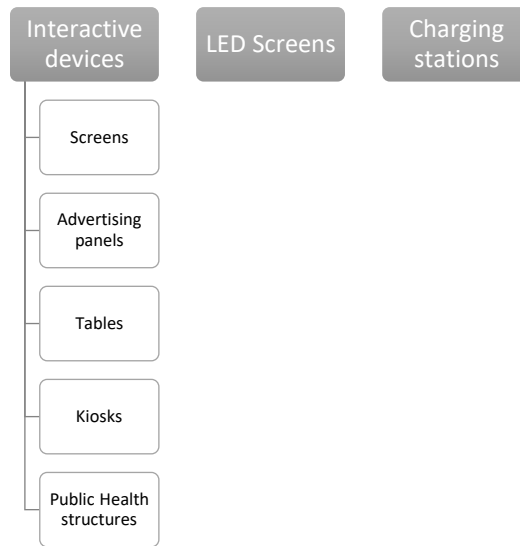 Interactive
devices
LED Screens
Charging
stations
Screens
Advertising
panels
Tables
Kiosks
Public Health
structures